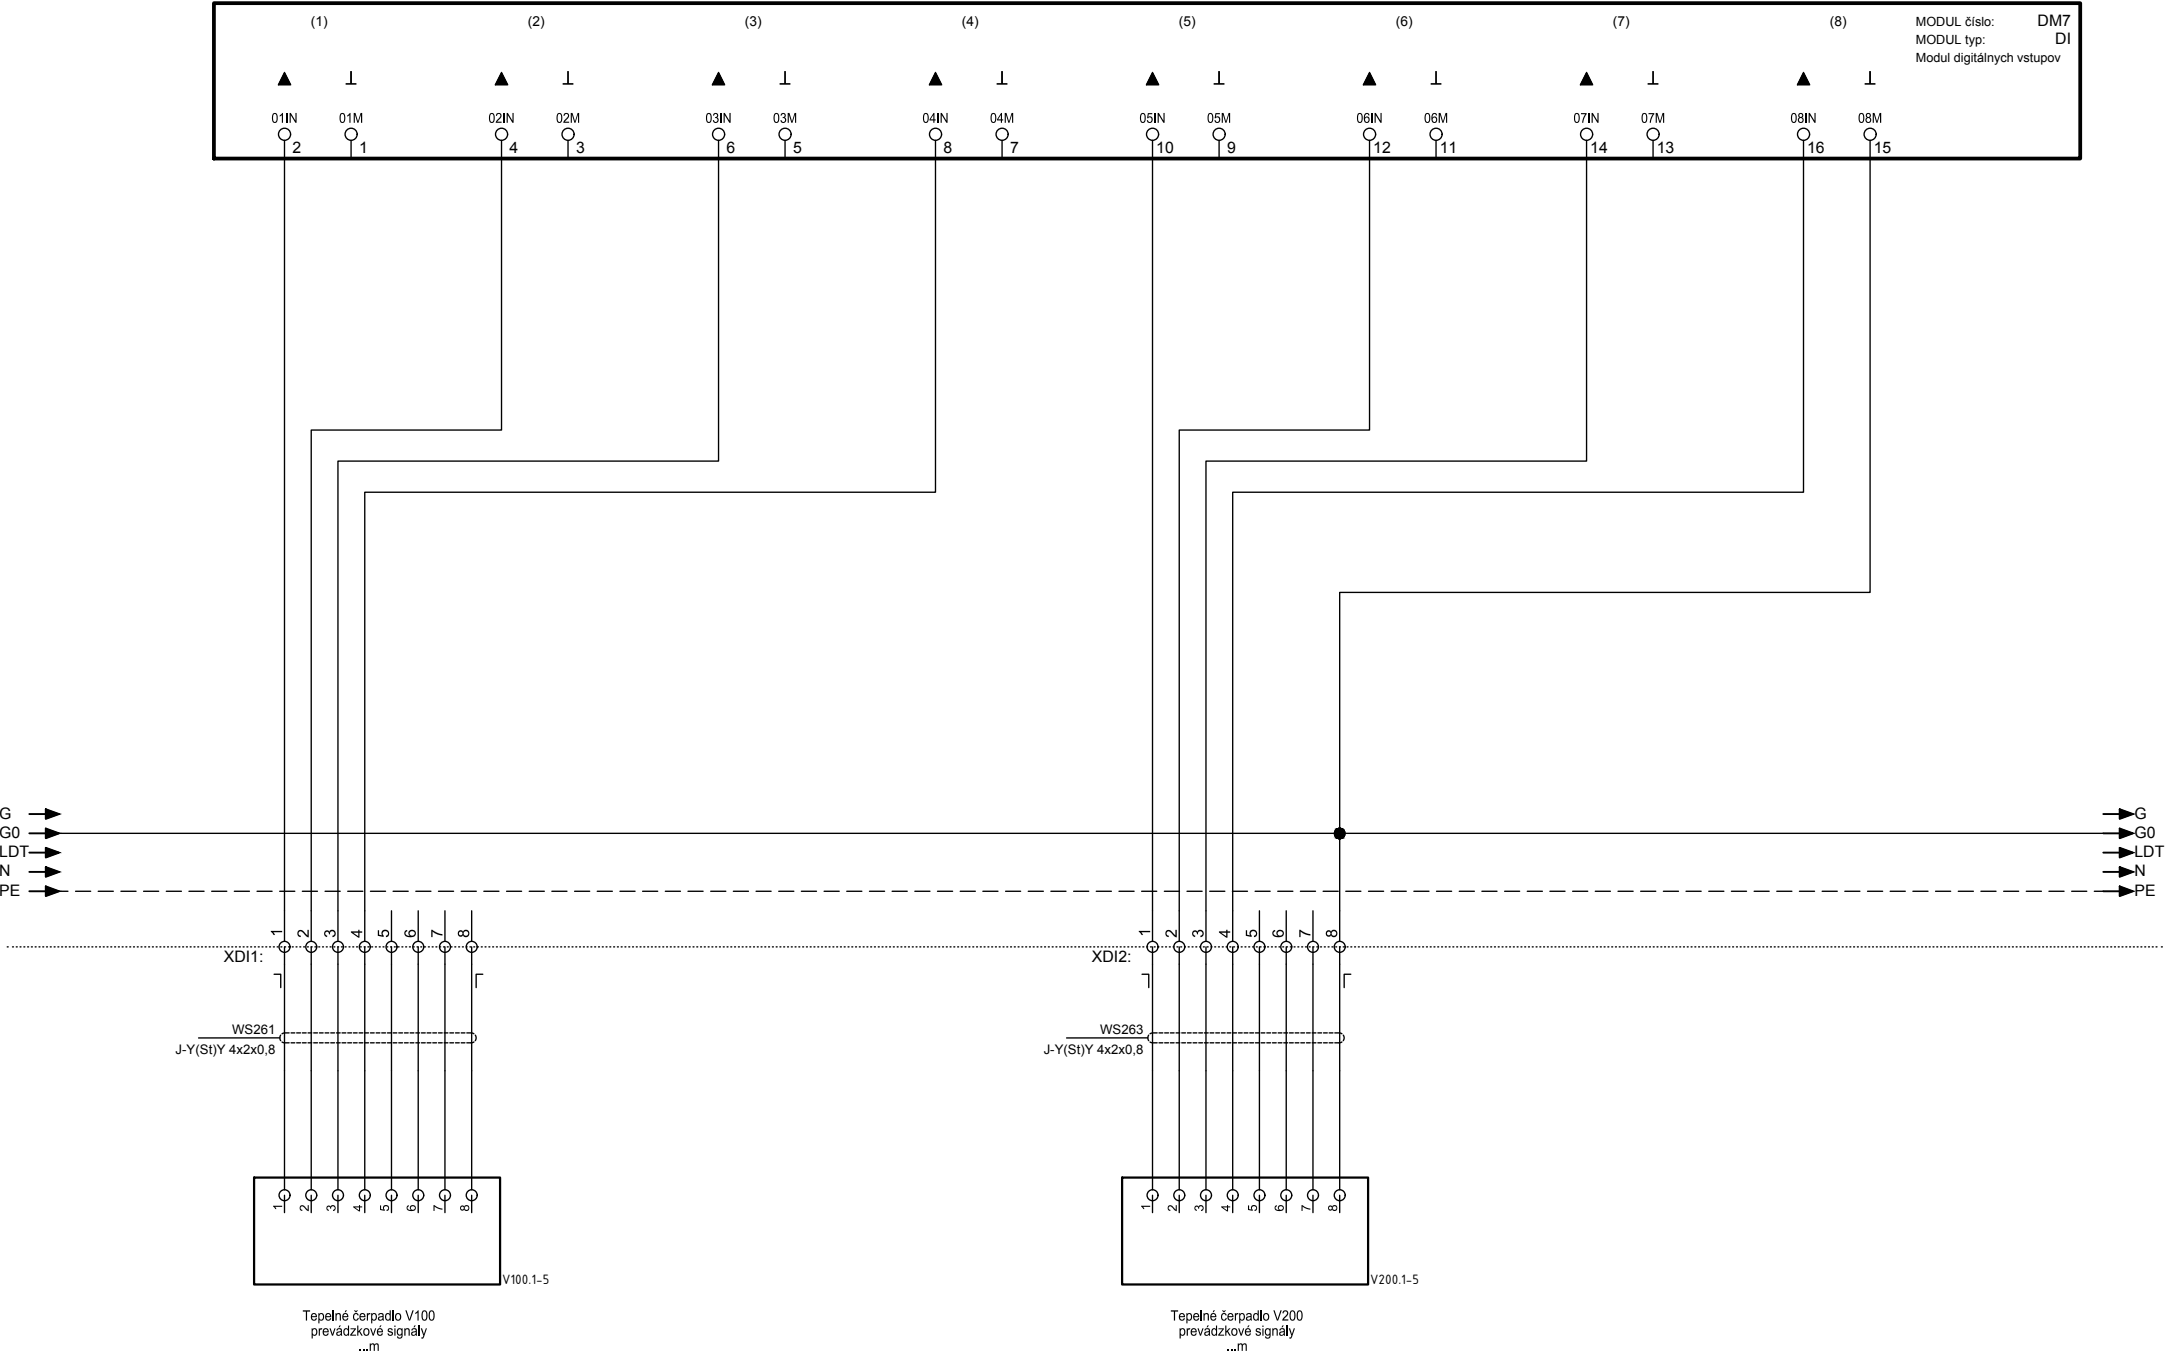 (1) (2) (3) (4) (5) (6) (7) (8)
MODUL číslo: DM7
MODUL typ: DI
Modul digitálnych vstupov
01IN 01M 02IN 02M 03IN 03M 04IN 04M 05IN 05M 06IN 06M 07IN 07M 08IN 08M
2 1 4 3 6 5 8 7 10 9 12 11 14 13 16 15
G G
G0 G0
LDT LDT
N N
PE PE
1 2 3 4 5 6 7 8 1 2 3 4 5 6 7 8
XDI1: XDI2:
WS261 WS263
J-Y(St)Y 4x2x0,8 J-Y(St)Y 4x2x0,8
1 2 3 4 5 6 7 8 1 2 3 4 5 6 7 8
V100.1-5 V200.1-5
Tepelné čerpadlo V100 Tepelné čerpadlo V200
prevádzkové signály prevádzkové signály
...m ...m